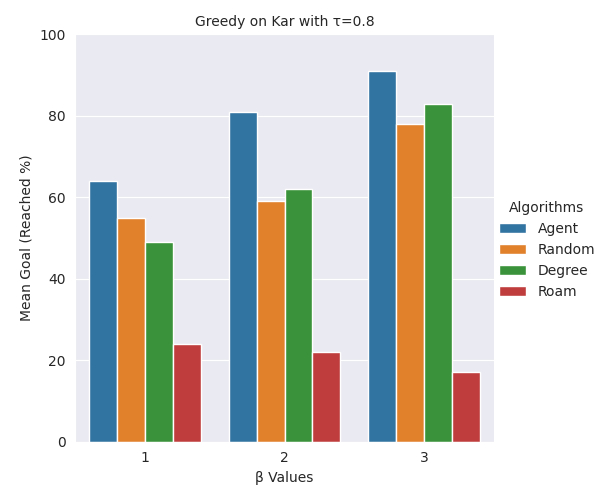 Greedy on Kar with τ=0.8
100
80
60
40
20
0
Mean Goal (Reached %)
1
2
3
β Values
Algorithms
Agent
Random
Degree
Roam